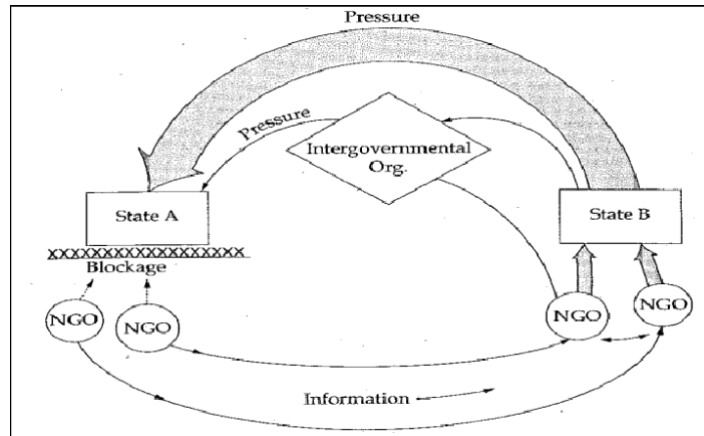 Pressure
Pressure
Intergovernmental
Org.
State A
State B
XXXXXXXXXXXXXXXXXX
Blockage
NGO
NGO
NGO
NGO
Information